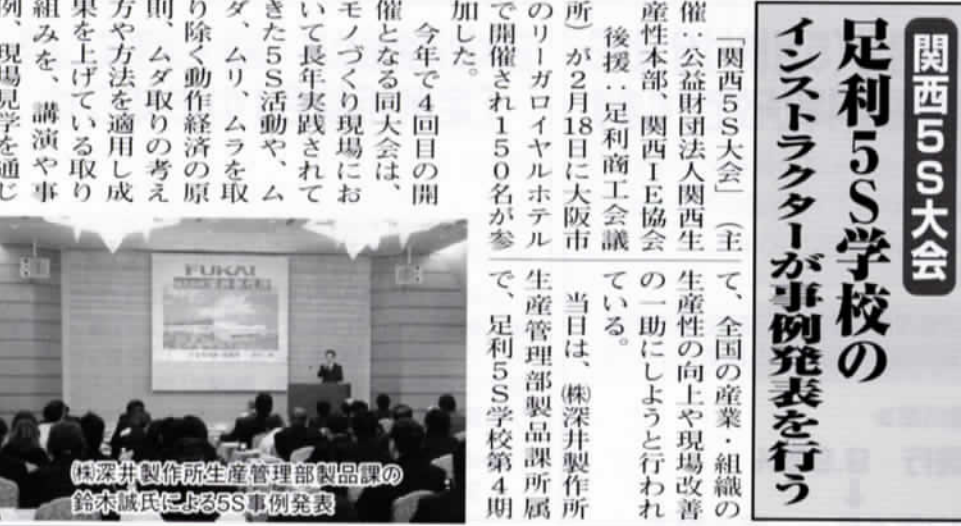 関西5S大会
足利5S学校の
インストラクターが事例発表を行う
「関西5S大会」(主
催:公益財団法人関西生
産性本部、関西IE協会
後援:足利商工会議
所)が2月18日に大阪市
のリーガロイヤルホテル
で開催され150名が参
加した。
今年で4回目の開
催となる同大会は、
モノづくり現場にお
いて長年実践されて
きた5S活動や、ム
ダ、ムリ、ムラを取
り除く動作経済の原
則、ムダ取りの考え
方や方法を適用し成
果を上げている取り
組みを、講演や事
例、現場見学を通じ
て、全国の産業・組織の
生産性の向上や現場改善
の一助にしようと行われ
ている。
当日は、㈱深井製作所
生産管理部製品課所属
で、足利5S学校第4期
FUKAI
㈱深井製作所生産管理部製品課の
鈴木誠氏による5S事例発表